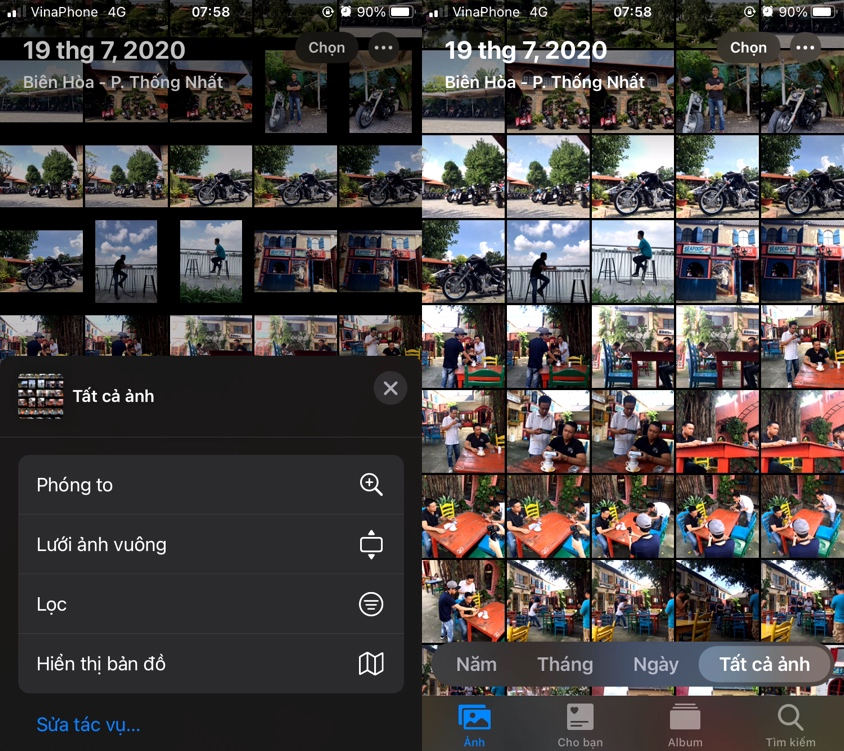 VinaPhone 4G 07:58 90%
19 thg 7, 2020
Chọn
Biên Hòa - P. Thống Nhất
Tất cả ảnh
Phóng to
Lưới ảnh vuông
Lọc
Hiển thị bản đồ
Sửa tác vụ...
VinaPhone 4G 07:58 90%
19 thg 7, 2020
Chọn
Biên Hòa - P. Thống Nhất
SEAFOOD
SEAFOOD
Năm Tháng Ngày Tất cả ảnh
Ảnh Cho bạn Album Tìm kiếm